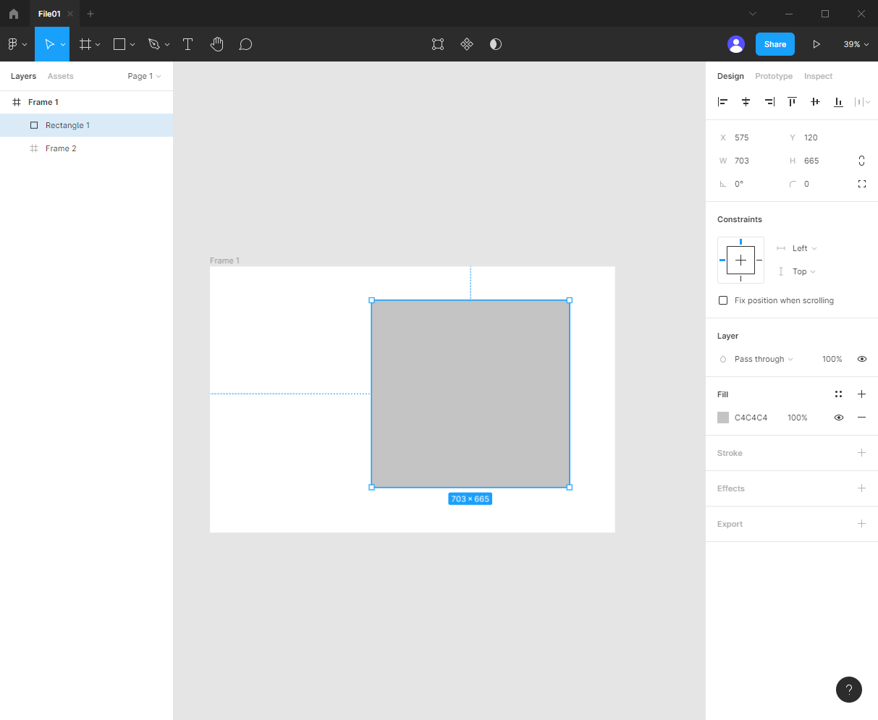 File01
Share
39%
Layers
Assets
Page 1
Design
Prototype
Inspect
Frame 1
Rectangle 1
Frame 2
Frame 1
703 × 665
X 575
Y 120
W 703
H 665
0°
0
Constraints
Left
Top
Fix position when scrolling
Layer
Pass through
100%
Fill
C4C4C4
100%
Stroke
Effects
Export
?